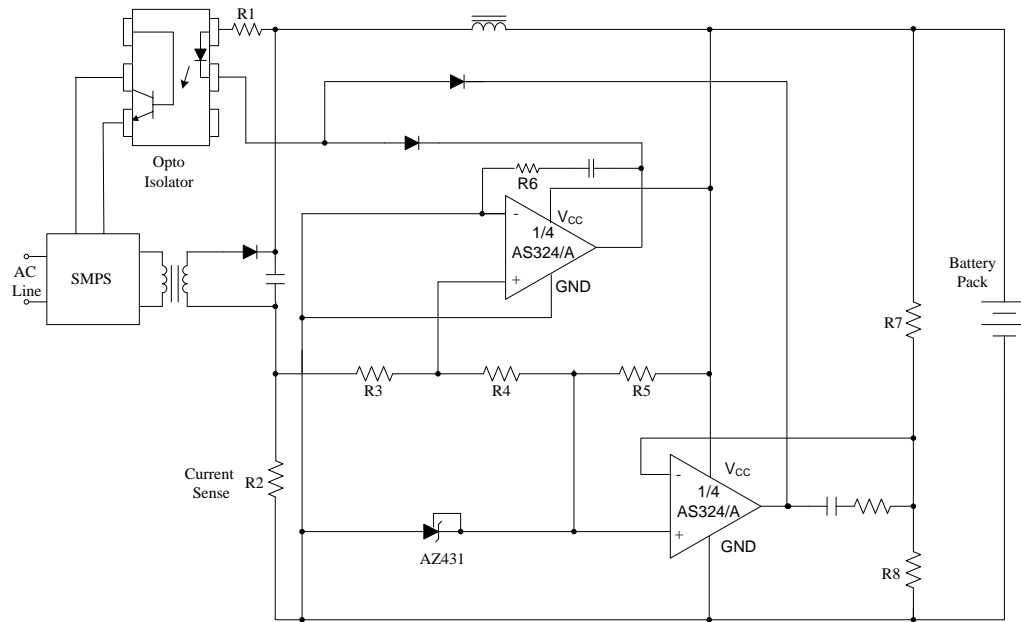 R1
Opto
Isolator
R6
-
VCC
1/4
AS324/A
+
GND
AC
Line
SMPS
Battery
Pack
R7
R3
R4
R5
Current
Sense
R2
-
VCC
1/4
AS324/A
+
GND
AZ431
R8